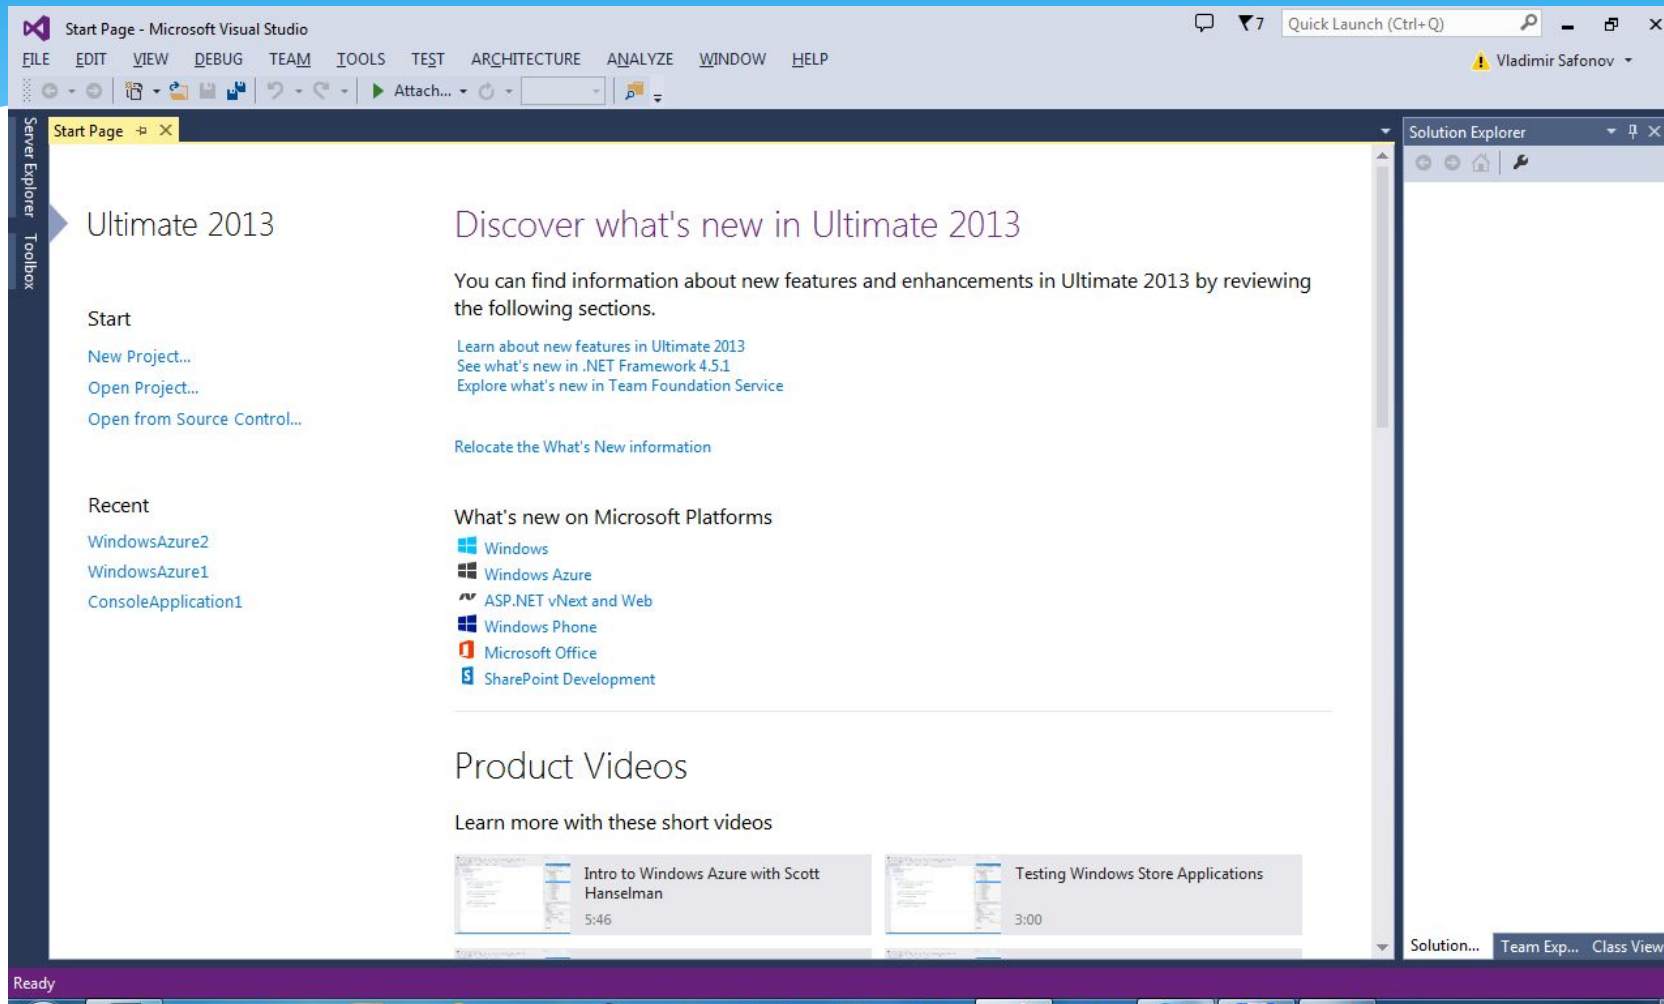 Start Page - Microsoft Visual Studio
7
Quick Launch (Ctrl+Q)
FILE EDIT VIEW DEBUG TEAM TOOLS TEST ARCHITECTURE ANALYZE WINDOW HELP
Vladimir Safonov
Attach...
Server Explorer
Toolbox
Start Page
Ultimate 2013
Start
New Project...
Open Project...
Open from Source Control...
Recent
WindowsAzure2
WindowsAzure1
ConsoleApplication1
Discover what's new in Ultimate 2013
You can find information about new features and enhancements in Ultimate 2013 by reviewing
the following sections.
Learn about new features in Ultimate 2013
See what's new in .NET Framework 4.5.1
Explore what's new in Team Foundation Service
Relocate the What's New information
What's new on Microsoft Platforms
Windows
Windows Azure
ASP.NET vNext and Web
Windows Phone
Microsoft Office
SharePoint Development
Product Videos
Learn more with these short videos
Intro to Windows Azure with Scott
Hanselman
5:46
Testing Windows Store Applications
3:00
Solution Explorer
Solution... Team Exp... Class View
Ready